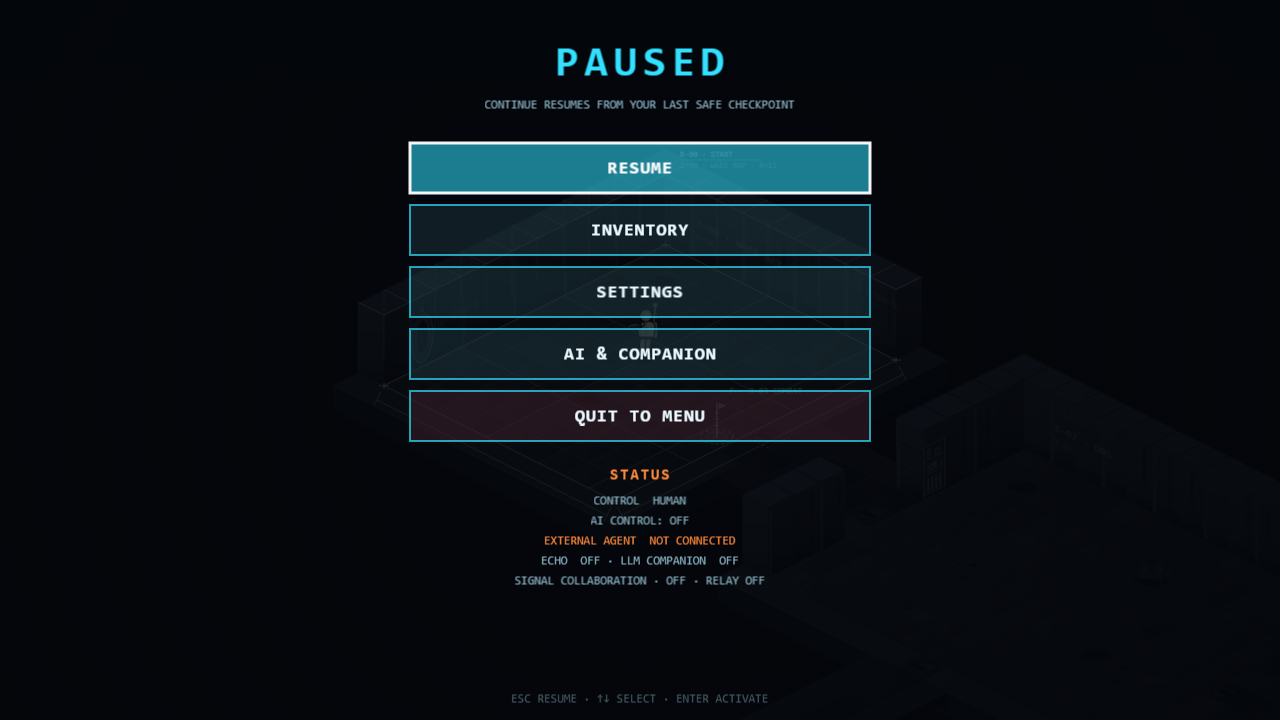 PAUSED
CONTINUE RESUMES FROM YOUR LAST SAFE CHECKPOINT
RESUME
INVENTORY
SETTINGS
AI & COMPANION
QUIT TO MENU
STATUS
CONTROL HUMAN
AI CONTROL: OFF
EXTERNAL AGENT NOT CONNECTED
ECHO OFF · LLM COMPANION OFF
SIGNAL COLLABORATION · OFF · RELAY OFF
ESC RESUME · ↑↓ SELECT · ENTER ACTIVATE